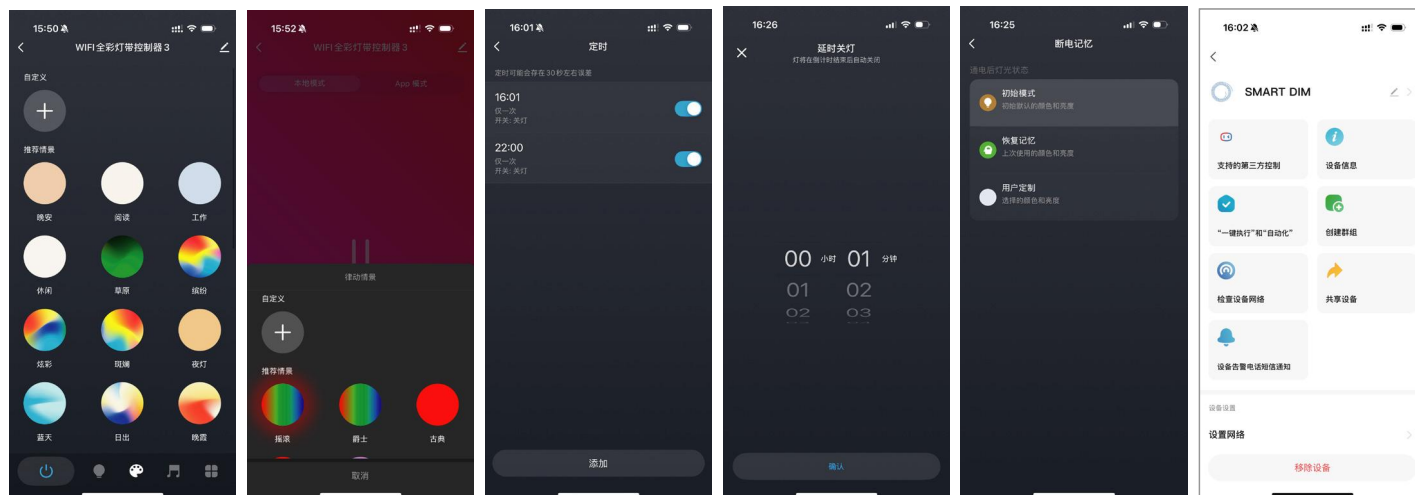 15:50
WIFI全彩灯带控制器 3
自定义
推荐情景
晚安
阅读
工作
休闲
草原
缤纷
炫彩
斑斓
夜灯
蓝天
日出
晚霞
15:52
WIFI全彩灯带控制器 3
本地模式
App 模式
律动情景
自定义
推荐情景
摇滚
爵士
古典
取消
16:01
定时
定时可能会存在30秒左右误差
16:01
仅一次
开关: 关灯
22:00
仅一次
开关: 关灯
添加
16:26
延时关灯
灯将在倒计时结束后自动关闭
00 小时 01 分钟
01 02
02 03
确认
16:25
断电记忆
通电后灯光状态
初始模式
初始默认的颜色和亮度
恢复记忆
上次使用的颜色和亮度
用户定制
选择的颜色和亮度
16:02
SMART DIM
支持的第三方控制
设备信息
“一键执行”和“自动化”
创建群组
检查设备网络
共享设备
设备告警电话短信通知
设备设置
设置网络
移除设备